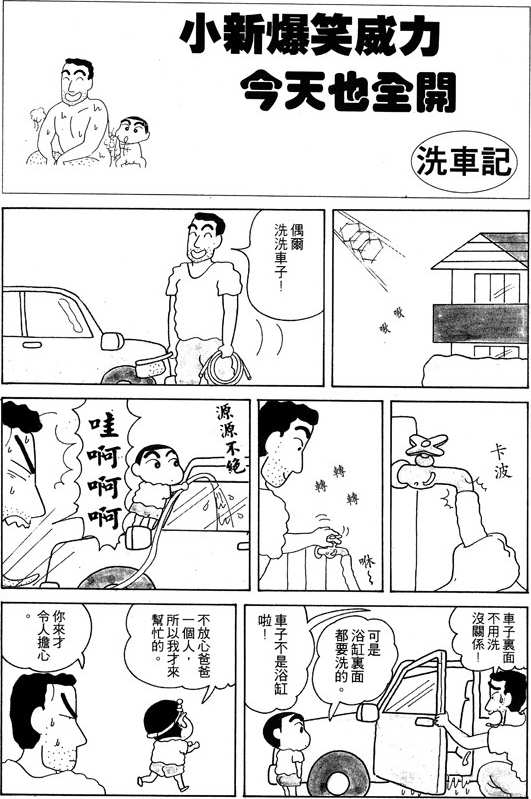 小新爆笑威力
今天也全開
洗車記
啾
啾
偶爾
洗洗車子！
卡波
轉
轉
轉
咻～
源源不絕
哇
啊
啊
啊
車子裏面
不用洗
沒關係！
可是
浴缸裏面
都要洗的。
車子不是浴缸
啦！
不放心爸爸
一個人，
所以我才來
幫忙的。
你來才
令人擔心
。